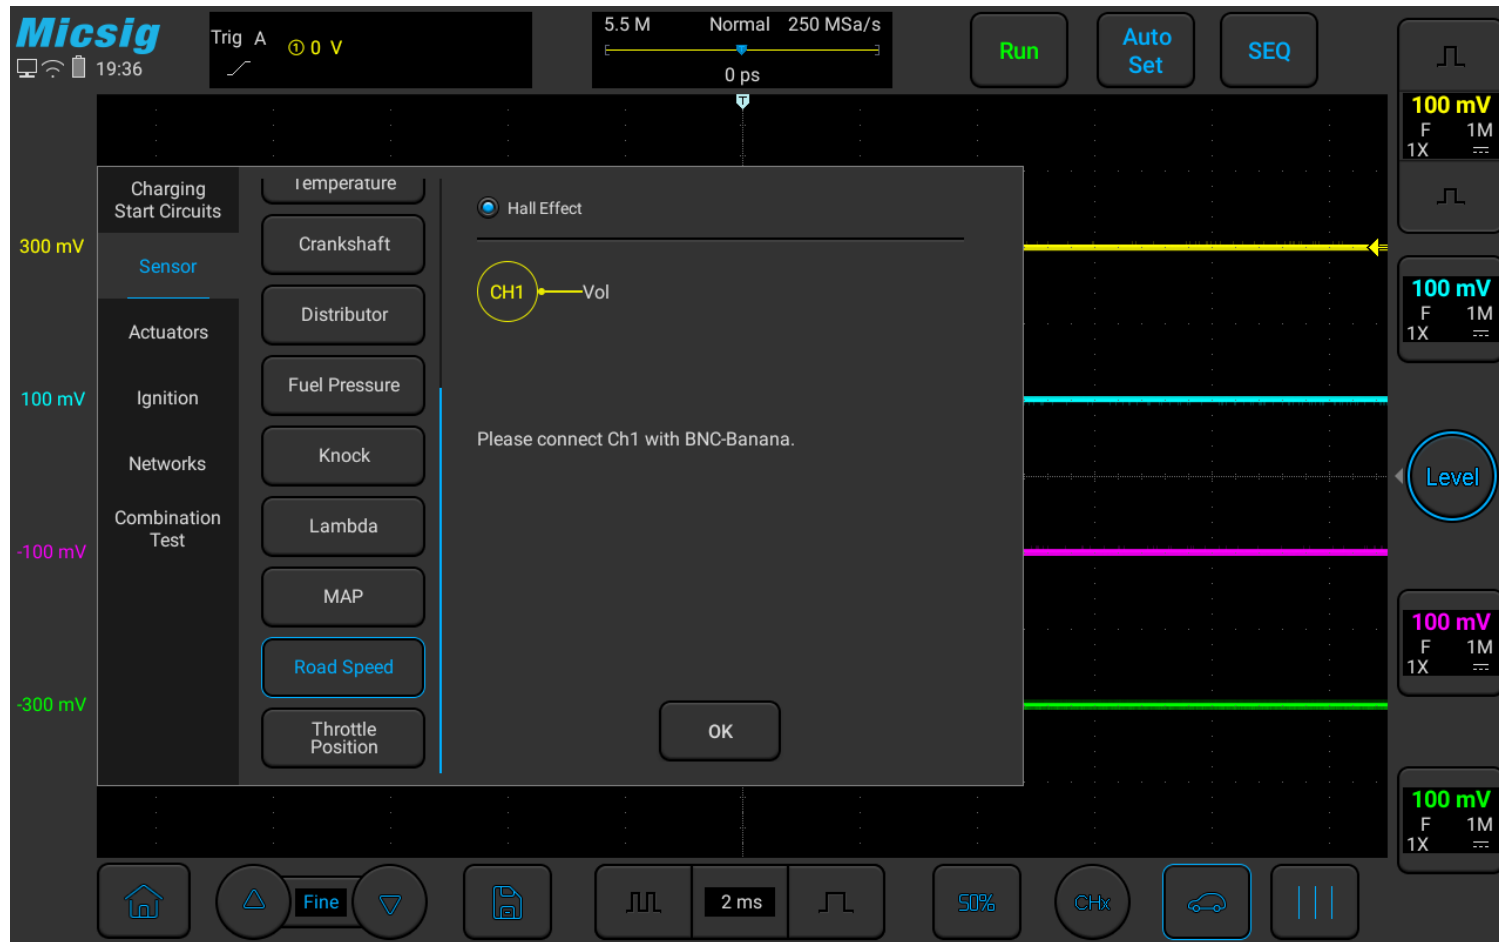 Micsig
19:36
Trig A
① 0 V
5.5 M Normal 250 MSa/s
0 ps
Run
Auto
Set
SEQ
T
100 mV
F 1M
1X
300 mV
100 mV
-100 mV
-300 mV
Charging
Start Circuits
Sensor
Actuators
Ignition
Networks
Combination
Test
Temperature
Crankshaft
Distributor
Fuel Pressure
Knock
Lambda
MAP
Road Speed
Throttle
Position
Hall Effect
CH1 Vol
Please connect Ch1 with BNC-Banana.
OK
100 mV
F 1M
1X
Level
100 mV
F 1M
1X
100 mV
F 1M
1X
Fine
2 ms
50%
CHx